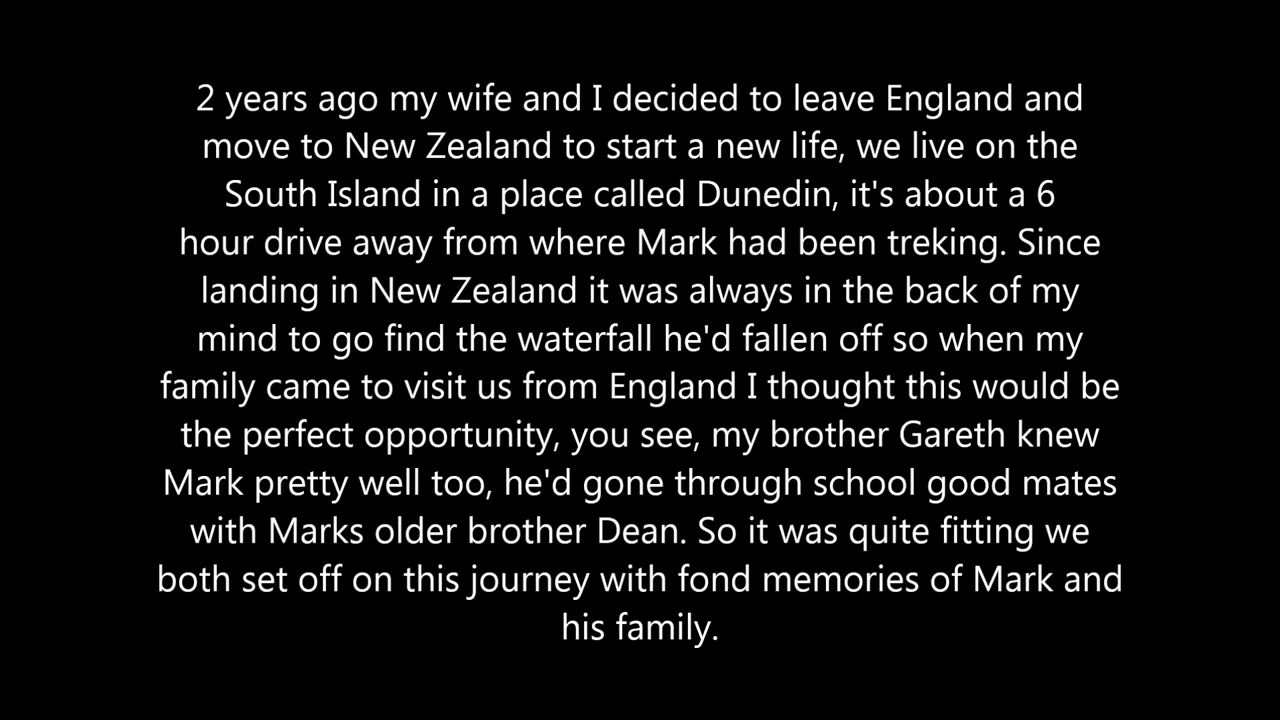 2 years ago my wife and I decided to leave England and
move to New Zealand to start a new life, we live on the
South Island in a place called Dunedin, it's about a 6
hour drive away from where Mark had been treking. Since
landing in New Zealand it was always in the back of my
mind to go find the waterfall he'd fallen off so when my
family came to visit us from England I thought this would be
the perfect opportunity, you see, my brother Gareth knew
Mark pretty well too, he'd gone through school good mates
with Marks older brother Dean. So it was quite fitting we
both set off on this journey with fond memories of Mark and
his family.